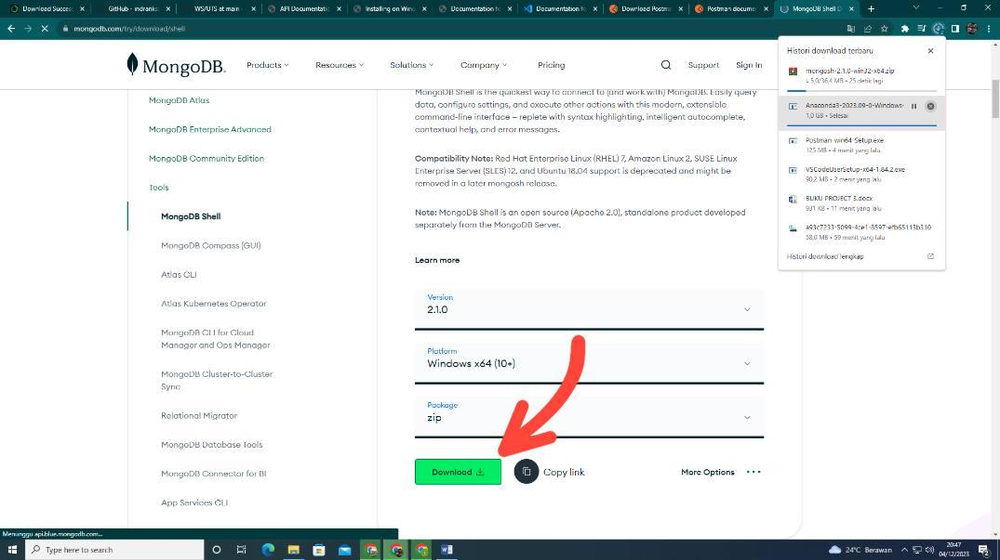 Download Succes
GitHub - indranks
WS/UTS at main
API Documentatic
Installing on Wind
Documentation fo
Documentation fo
Download Postma
Postman documen
MongoDB Shell D
mongodb.com/try/download/shell
MongoDB.
Products
Resources
Solutions
Company
Pricing
Support
Sign In
MongoDB Atlas
MongoDB Enterprise Advanced
MongoDB Community Edition
Tools
MongoDB Shell
MongoDB Compass (GUI)
Atlas CLI
Atlas Kubernetes Operator
MongoDB CLI for Cloud
Manager and Ops Manager
MongoDB Cluster-to-Cluster
Sync
Relational Migrator
MongoDB Database Tools
MongoDB Connector for BI
App Services CLI
MongoDB Shell is the quickest way to connect to (and work with) MongoDB. Easily query
data, configure settings, and execute other actions with this modern, extensible
command-line interface — replete with syntax highlighting, intelligent autocomplete,
contextual help, and error messages.
Compatibility Note: Red Hat Enterprise Linux (RHEL) 7, Amazon Linux 2, SUSE Linux
Enterprise Server (SLES) 12, and Ubuntu 18.04 support is deprecated and might be
removed in a later mongosh release.
Note: MongoDB Shell is an open source (Apache 2.0), standalone product developed
separately from the MongoDB Server.
Learn more
Version
2.1.0
Platform
Windows x64 (10+)
Package
zip
Download
Copy link
More Options
Histori download terbaru
mongosh-2.1.0-win32-x64.zip
↓ 5,0/36,4 MB • 25 detik lagi
Anaconda3-2023.09-0-Windows-
1,0 GB • Selesai
Postman-win64-Setup.exe
125 MB • 4 menit yang lalu
VSCodeUserSetup-x64-1.84.2.exe
90,2 MB • 2 menit yang lalu
BUKU PROJECT 3.docx
931 KB • 11 menit yang lalu
a93c7233-5099-4ce1-8597-efb65113b310
58,0 MB • 59 menit yang lalu
Histori download lengkap
Menunggu api.blue.mongodb.com...
Type here to search
24°C Berawan
20:47
04/12/2023
2